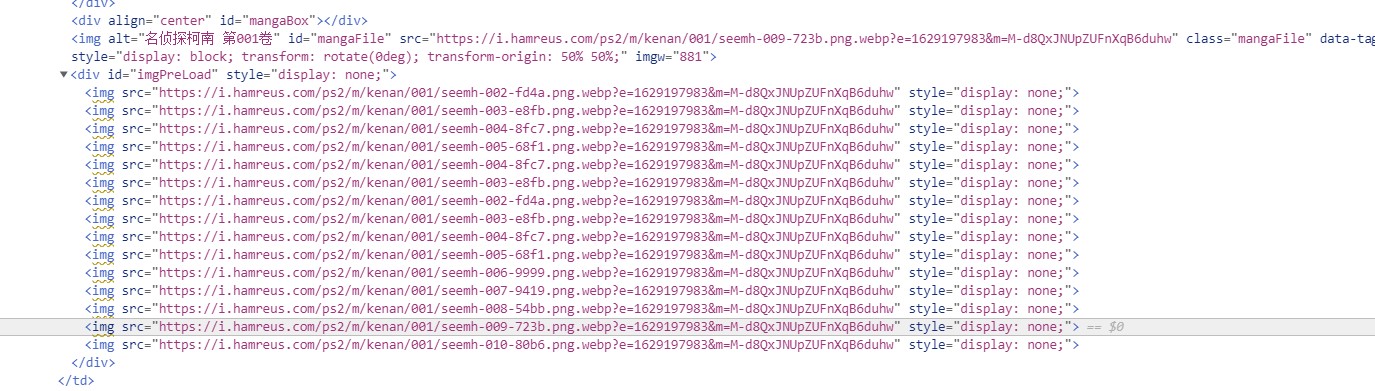 </div>
<div align="center" id="mangaBox"></div>
<img alt="名侦探柯南 第001卷" id="mangaFile" src="https://i.hamreus.com/ps2/m/kenan/001/seemh-009-723b.png.webp?e=1629197983&m=M-d8QxJNUpZUFnXqB6duhw" class="mangaFile" data-tag
style="display: block; transform: rotate(0deg); transform-origin: 50% 50%;" imgw="881">
▼<div id="imgPreLoad" style="display: none;">
<img src="https://i.hamreus.com/ps2/m/kenan/001/seemh-002-fd4a.png.webp?e=1629197983&m=M-d8QxJNUpZUFnXqB6duhw" style="display: none;">
<img src="https://i.hamreus.com/ps2/m/kenan/001/seemh-003-e8fb.png.webp?e=1629197983&m=M-d8QxJNUpZUFnXqB6duhw" style="display: none;">
<img src="https://i.hamreus.com/ps2/m/kenan/001/seemh-004-8fc7.png.webp?e=1629197983&m=M-d8QxJNUpZUFnXqB6duhw" style="display: none;">
<img src="https://i.hamreus.com/ps2/m/kenan/001/seemh-005-68f1.png.webp?e=1629197983&m=M-d8QxJNUpZUFnXqB6duhw" style="display: none;">
<img src="https://i.hamreus.com/ps2/m/kenan/001/seemh-004-8fc7.png.webp?e=1629197983&m=M-d8QxJNUpZUFnXqB6duhw" style="display: none;">
<img src="https://i.hamreus.com/ps2/m/kenan/001/seemh-003-e8fb.png.webp?e=1629197983&m=M-d8QxJNUpZUFnXqB6duhw" style="display: none;">
<img src="https://i.hamreus.com/ps2/m/kenan/001/seemh-002-fd4a.png.webp?e=1629197983&m=M-d8QxJNUpZUFnXqB6duhw" style="display: none;">
<img src="https://i.hamreus.com/ps2/m/kenan/001/seemh-003-e8fb.png.webp?e=1629197983&m=M-d8QxJNUpZUFnXqB6duhw" style="display: none;">
<img src="https://i.hamreus.com/ps2/m/kenan/001/seemh-004-8fc7.png.webp?e=1629197983&m=M-d8QxJNUpZUFnXqB6duhw" style="display: none;">
<img src="https://i.hamreus.com/ps2/m/kenan/001/seemh-005-68f1.png.webp?e=1629197983&m=M-d8QxJNUpZUFnXqB6duhw" style="display: none;">
<img src="https://i.hamreus.com/ps2/m/kenan/001/seemh-006-9999.png.webp?e=1629197983&m=M-d8QxJNUpZUFnXqB6duhw" style="display: none;">
<img src="https://i.hamreus.com/ps2/m/kenan/001/seemh-007-9419.png.webp?e=1629197983&m=M-d8QxJNUpZUFnXqB6duhw" style="display: none;">
<img src="https://i.hamreus.com/ps2/m/kenan/001/seemh-008-54bb.png.webp?e=1629197983&m=M-d8QxJNUpZUFnXqB6duhw" style="display: none;">
<img src="https://i.hamreus.com/ps2/m/kenan/001/seemh-009-723b.png.webp?e=1629197983&m=M-d8QxJNUpZUFnXqB6duhw" style="display: none;"> == $0
<img src="https://i.hamreus.com/ps2/m/kenan/001/seemh-010-80b6.png.webp?e=1629197983&m=M-d8QxJNUpZUFnXqB6duhw" style="display: none;">
</div>
</td>